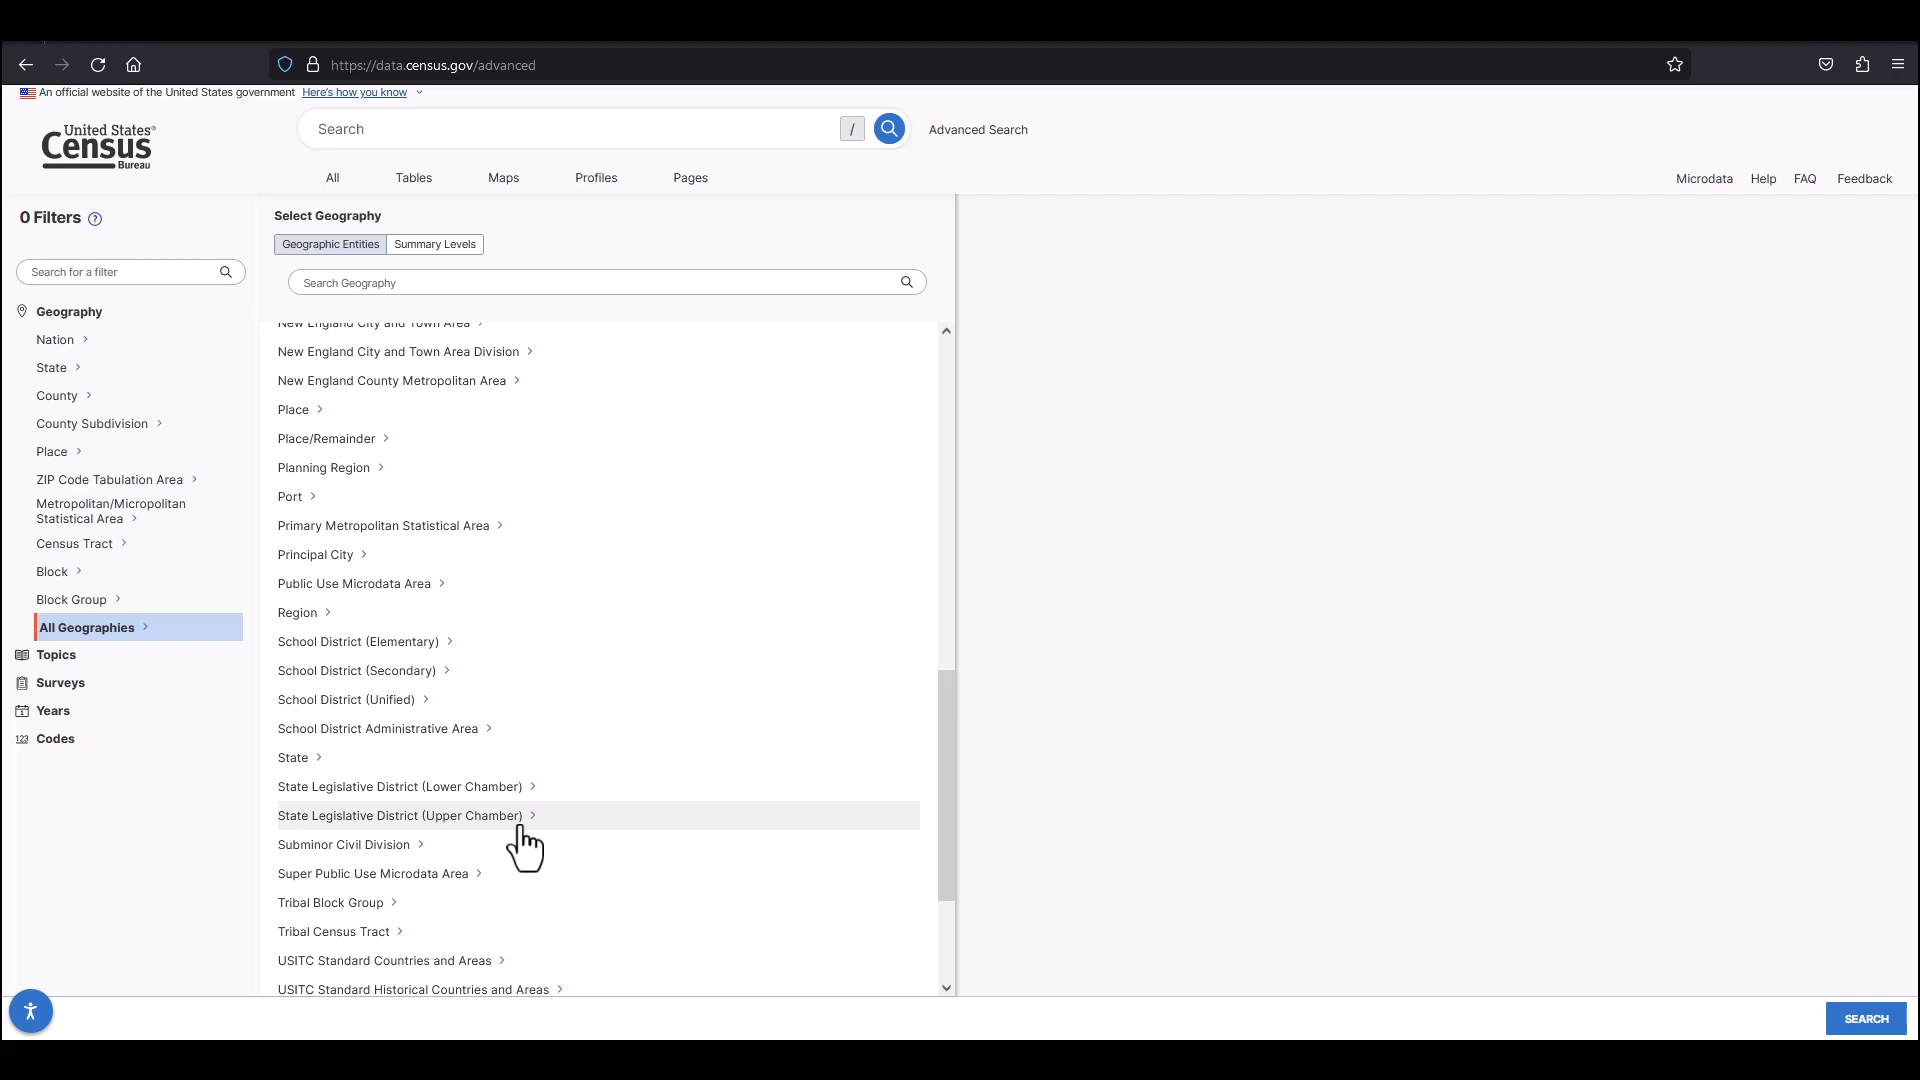 https://data.census.gov/advanced
An official website of the United States government Here's how you know
United States®
Census
Bureau
Search
/
Advanced Search
All
Tables
Maps
Profiles
Pages
Microdata
Help
FAQ
Feedback
0 Filters ?
Search for a filter
Geography
Nation
State
County
County Subdivision
Place
ZIP Code Tabulation Area
Metropolitan/Micropolitan
Statistical Area
Census Tract
Block
Block Group
All Geographies
Topics
Surveys
Years
123 Codes
Select Geography
Geographic Entities
Summary Levels
Search Geography
New England City and Town Area
New England City and Town Area Division
New England County Metropolitan Area
Place
Place/Remainder
Planning Region
Port
Primary Metropolitan Statistical Area
Principal City
Public Use Microdata Area
Region
School District (Elementary)
School District (Secondary)
School District (Unified)
School District Administrative Area
State
State Legislative District (Lower Chamber)
State Legislative District (Upper Chamber)
Subminor Civil Division
Super Public Use Microdata Area
Tribal Block Group
Tribal Census Tract
USITC Standard Countries and Areas
USITC Standard Historical Countries and Areas
SEARCH